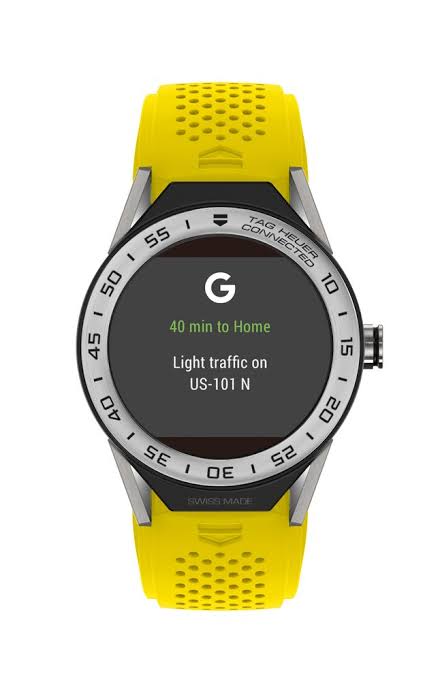 TAG HEUER
CONNECTED
10
15
20
25
30
35
40
45
50
55
G
40 min to Home
Light traffic on
US-101 N
SWISS MADE